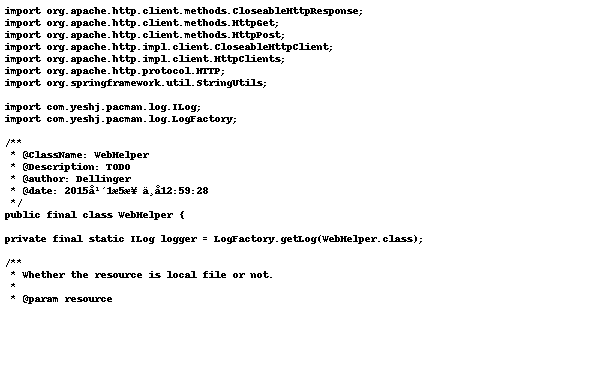 import org.apache.http.client.methods.CloseableHttpResponse;
import org.apache.http.client.methods.HttpGet;
import org.apache.http.client.methods.HttpPost;
import org.apache.http.impl.client.CloseableHttpClient;
import org.apache.http.impl.client.HttpClients;
import org.apache.http.protocol.HTTP;
import org.springframework.util.StringUtils;
import com.yeshj.pacman.log.ILog;
import com.yeshj.pacman.log.LogFactory;
/**
* @ClassName: WebHelper
* @Description: TODO
* @author: Dellinger
* @date: 2015å¹´1æ5æ¥ ä¸å12:59:28
*/
public final class WebHelper {
private final static ILog logger = LogFactory.getLog(WebHelper.class);
/**
* Whether the resource is local file or not.
*
* @param resource